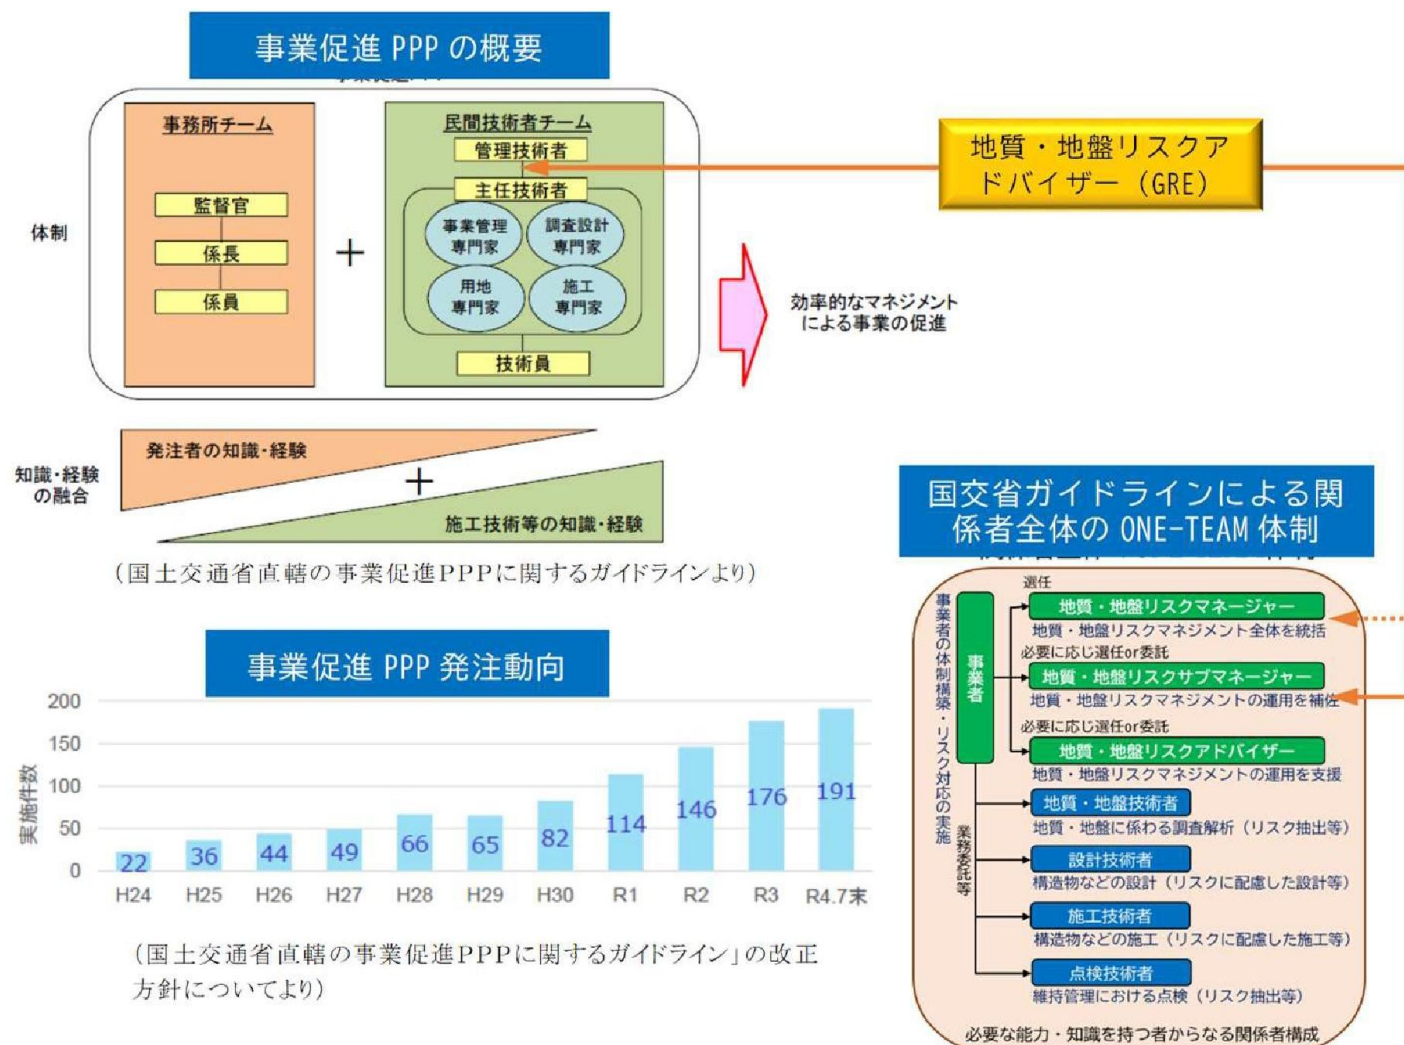 事業促進 PPP の概要
事務所チーム
監督官
係長
係員
体制
+
民間技術者チーム
管理技術者
主任技術者
事業管理
専門家
調査設計
専門家
用地
専門家
施工
専門家
技術員
地質・地盤リスクア
ドバイザー（GRE）
効率的なマネジメント
による事業の促進
知識・経験
の融合
発注者の知識・経験
+
施工技術等の知識・経験
（国土交通省直轄の事業促進PPPに関するガイドラインより）
事業促進 PPP 発注動向
実施件数
200
150
100
50
0
22
36
44
49
66
65
82
114
146
176
191
H24
H25
H26
H27
H28
H29
H30
R1
R2
R3
R4.7末
（国土交通省直轄の事業促進PPPに関するガイドライン」の改正
方針についてより）
国交省ガイドラインによる関
係者全体の ONE-TEAM 体制
事業者の体制構築・リスク対応の実施
事業者
業務委託等
選任
地質・地盤リスクマネージャー
地質・地盤リスクマネジメント全体を統括
必要に応じ選任or委託
地質・地盤リスクサブマネージャー
地質・地盤リスクマネジメントの運用を補佐
必要に応じ選任or委託
地質・地盤リスクアドバイザー
地質・地盤リスクマネジメントの運用を支援
地質・地盤技術者
地質・地盤に係わる調査解析（リスク抽出等）
設計技術者
構造物などの設計（リスクに配慮した設計等）
施工技術者
構造物などの施工（リスクに配慮した施工等）
点検技術者
維持管理における点検（リスク抽出等）
必要な能力・知識を持つ者からなる関係者構成